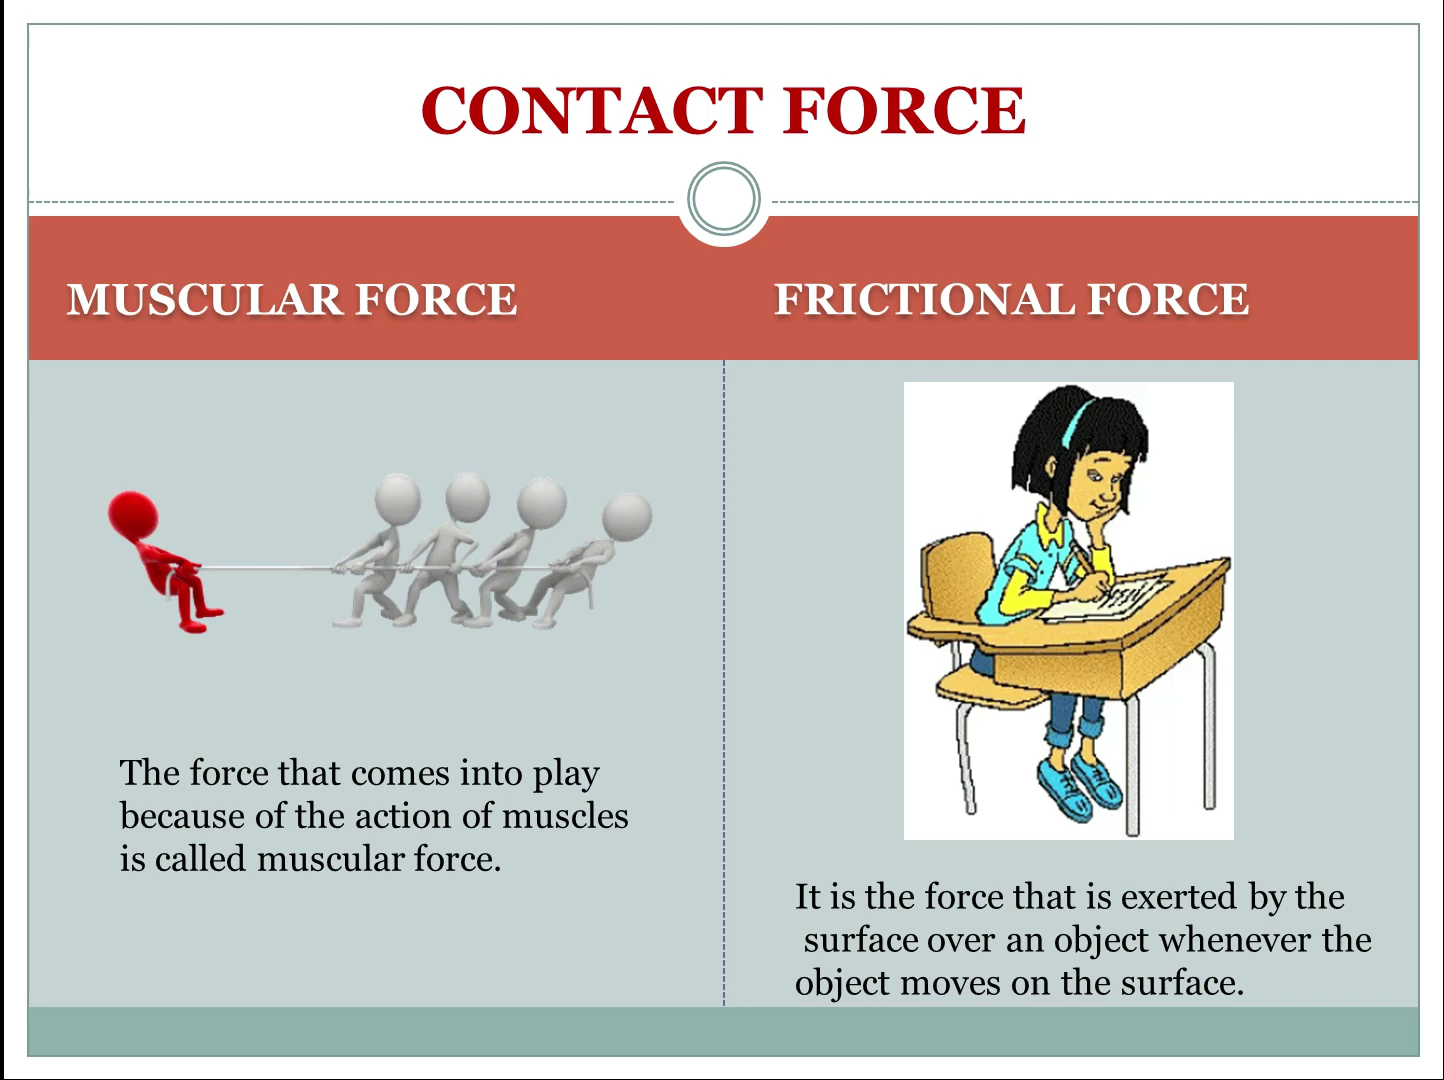 CONTACT FORCE
MUSCULAR FORCE
FRICTIONAL FORCE
The force that comes into play
because of the action of muscles
is called muscular force.
It is the force that is exerted by the
surface over an object whenever the
object moves on the surface.